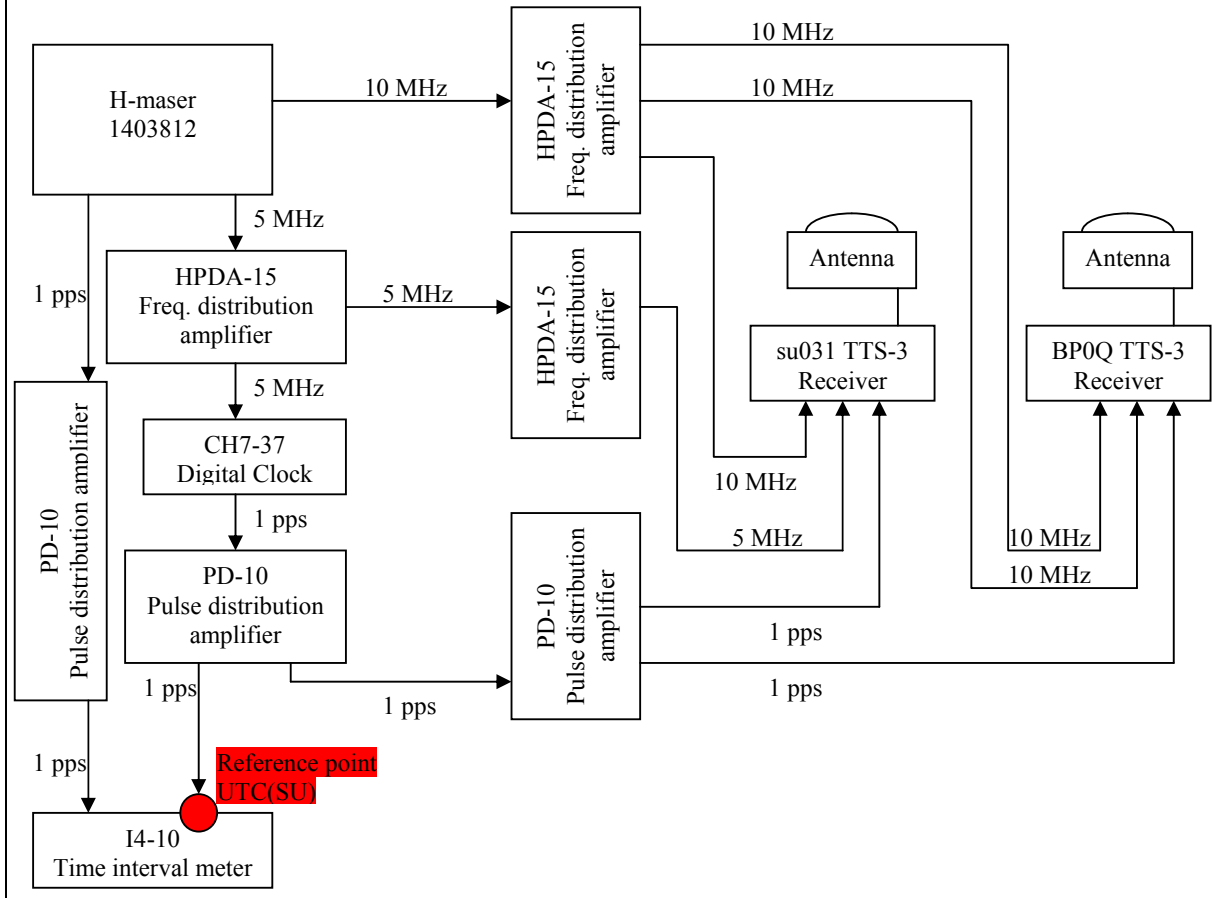 10 MHz
H-maser
1403812
10 MHz
HPDA-15
Freq. distribution
amplifier
10 MHz
5 MHz
1 pps
HPDA-15
Freq. distribution
amplifier
5 MHz
HPDA-15
Freq. distribution
amplifier
Antenna
Antenna
su031 TTS-3
Receiver
BP0Q TTS-3
Receiver
5 MHz
PD-10
Pulse distribution amplifier
CH7-37
Digital Clock
10 MHz
1 pps
5 MHz
10 MHz
PD-10
Pulse distribution
amplifier
PD-10
Pulse distribution
amplifier
10 MHz
1 pps
1 pps
1 pps
1 pps
1 pps
Reference point
UTC(SU)
I4-10
Time interval meter